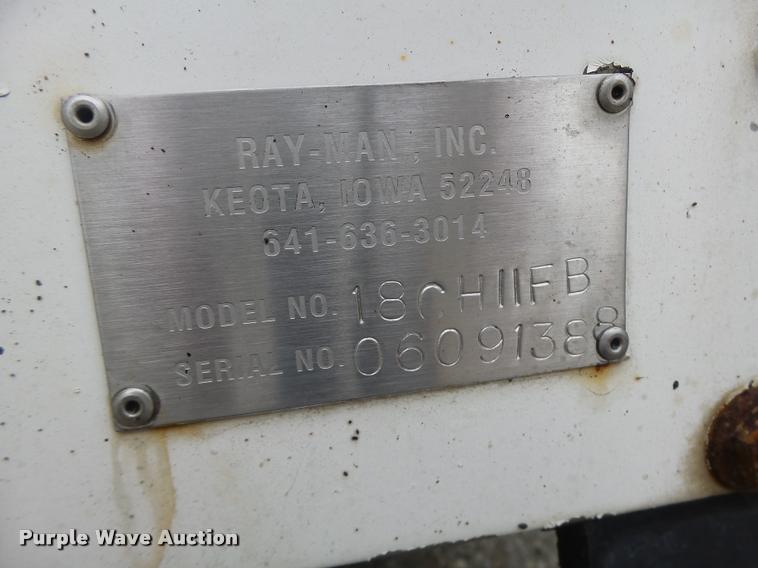 RAY-MAN, INC.
KEOTA, IOWA 52248
641-636-3014
MODEL NO. 18CHIIFB
SERIAL NO. 06091388
Purple Wave Auction